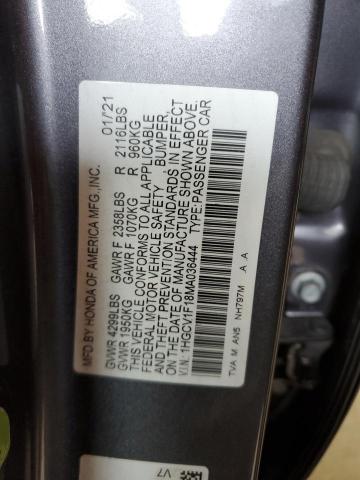 MFD BY HONDA OF AMERICA MFG.,INC. 01/21
GVWR 4299LBS GAWR F 2358LBS R 2116LBS
GVWR 1950KG GAWR F 1070KG R 960KG
THIS VEHICLE CONFORMS TO ALL APPLICABLE
FEDERAL MOTOR VEHICLE SAFETY BUMPER,
AND THEFT PREVENTION STANDARDS IN EFFECT
ON THE DATE OF MANUFACTURE SHOWN ABOVE.
V.I.N. 1HGCV1F18MA036444 TYPE:PASSENGER CAR
TVA M AN5 NH797M A A
V7